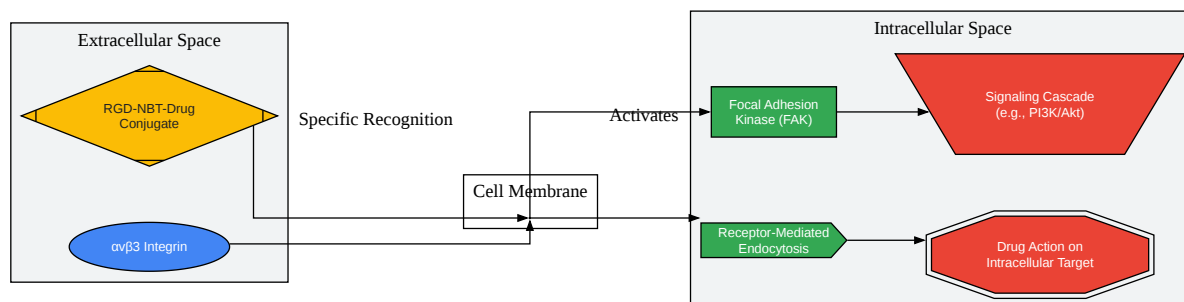 Extracellular Space
RGD-NBT-Drug
Conjugate
αvβ3 Integrin
Specific Recognition
Cell Membrane
Activates
Intracellular Space
Focal Adhesion
Kinase (FAK)
Signaling Cascade
(e.g., PI3K/Akt)
Receptor-Mediated
Endocytosis
Drug Action on
Intracellular Target